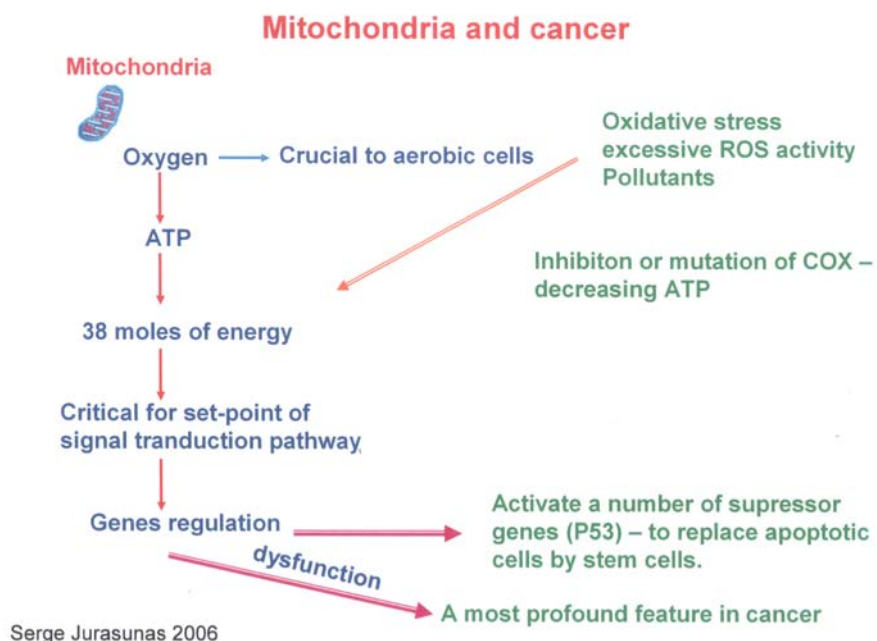 Mitochondria and cancer
Mitochondria
Oxygen
Crucial to aerobic cells
Oxidative stress
excessive ROS activity
Pollutants
ATP
Inhibiton or mutation of COX –
decreasing ATP
38 moles of energy
Critical for set-point of
signal tranduction pathway,
Genes regulation
Activate a number of supressor
genes (P53) – to replace apoptotic
cells by stem cells.
dysfunction
A most profound feature in cancer
Serge Jurasunas 2006